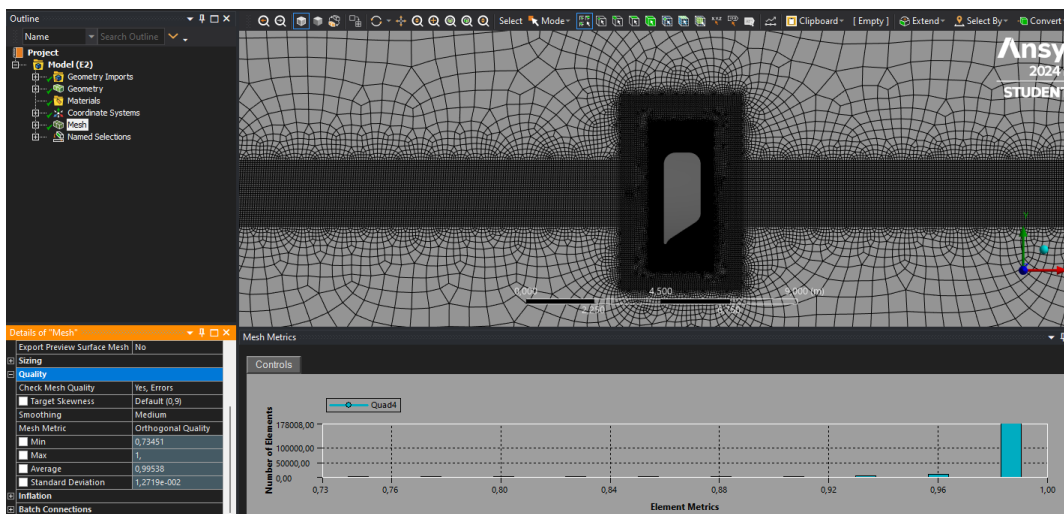 Outline
Name Search Outline
Project
Model (E2)
Geometry Imports
Geometry
Materials
Coordinate Systems
Mesh
Named Selections
Select Mode Clipboard [ Empty ] Extend Select By Convert
Ansy
2024
STUDENT
Y
0,000 4,500 9,000 (m)
2,250 6,750
Details of "Mesh"
Export Preview Surface Mesh No
Sizing
Quality
Check Mesh Quality Yes, Errors
Target Skewness Default (0,9)
Smoothing Medium
Mesh Metric Orthogonal Quality
Min 0,73451
Max 1,
Average 0,99538
Standard Deviation 1,2719e-002
Inflation
Batch Connections
Mesh Metrics
Controls
Quad4
Number of Elements
178008,00
100000,00
50000,00
0,00
0,73 0,76 0,80 0,84 0,88 0,92 0,96 1,00
Element Metrics